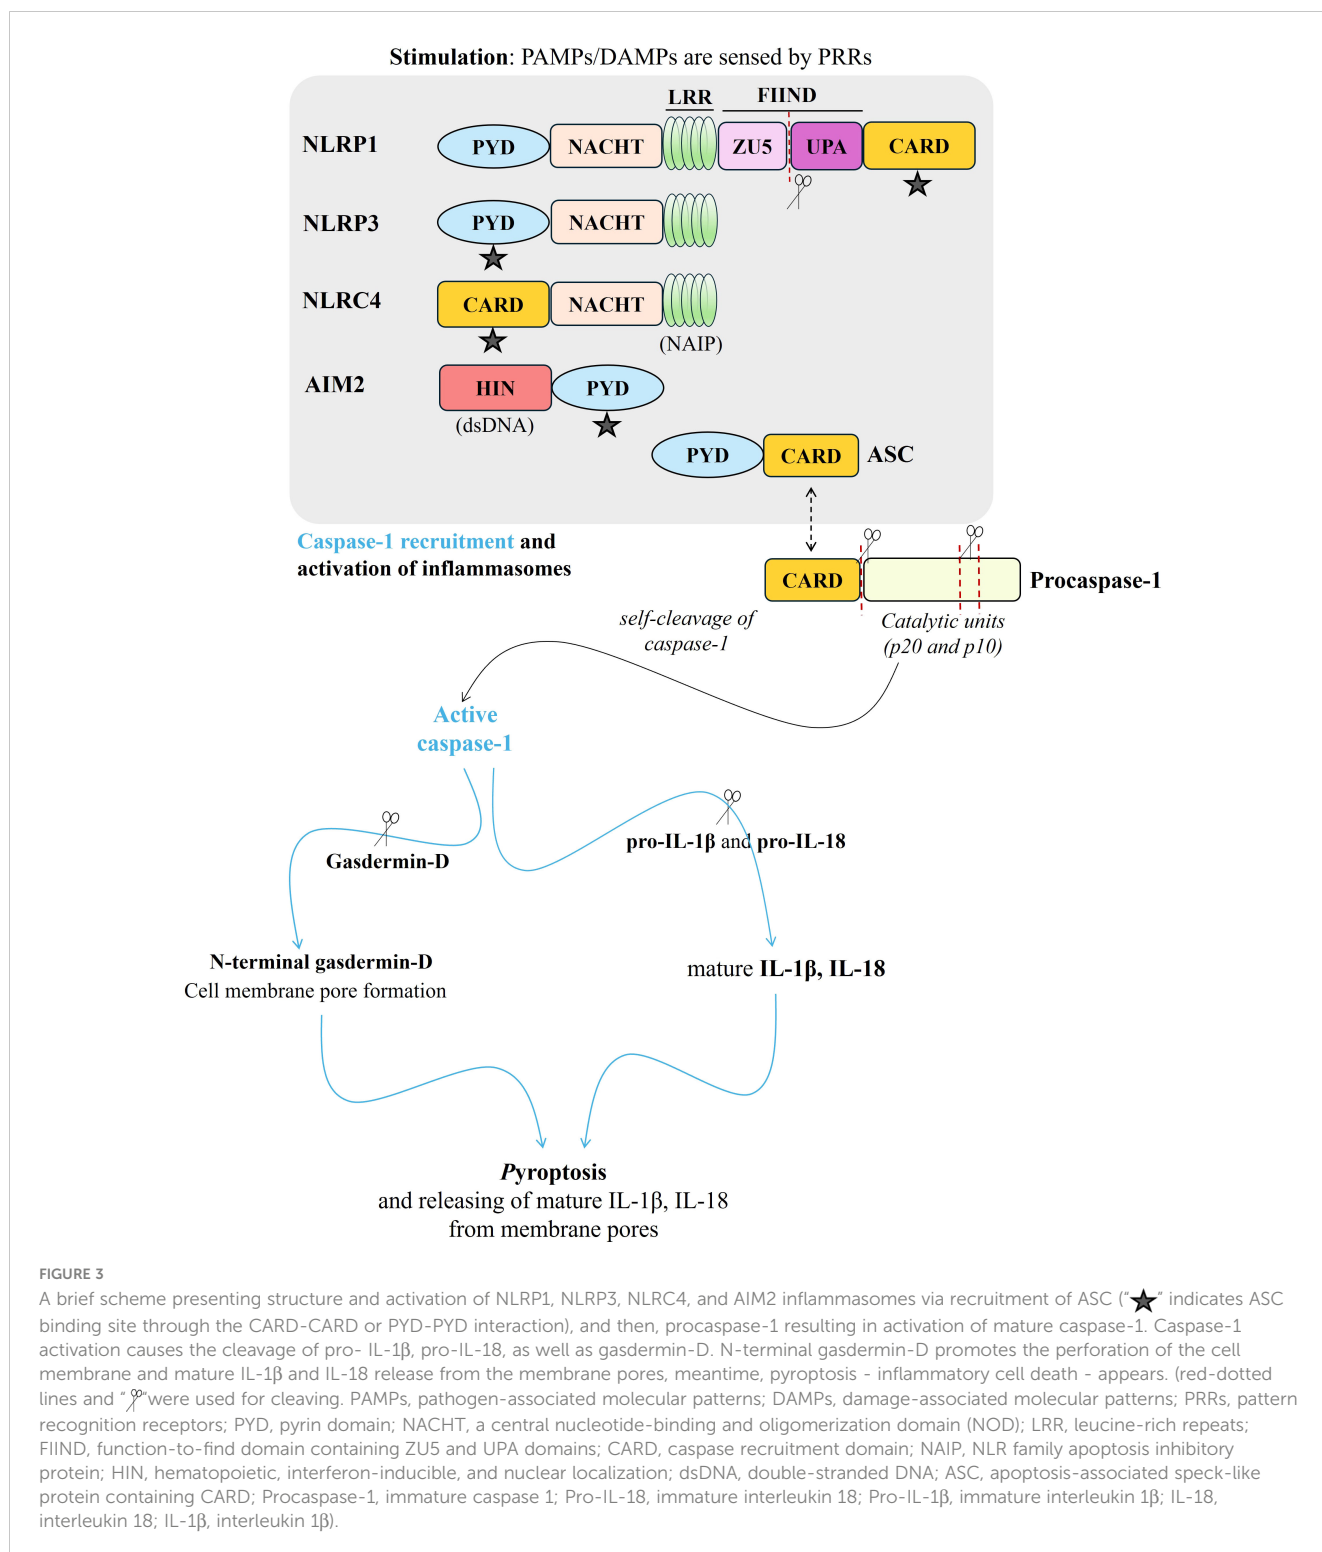 Stimulation: PAMPs/DAMPs are sensed by PRRs
LRR
FIIND
NLRP1
PYD
NACHT
ZU5
UPA
CARD
NLRP3
PYD
NACHT
NLRC4
CARD
NACHT
(NAIP)
AIM2
HIN
PYD
(dsDNA)
PYD
CARD
ASC
Caspase-1 recruitment and
activation of inflammasomes
CARD
Procaspase-1
self-cleavage of
caspase-1
Catalytic units
(p20 and p10)
Active
caspase-1
Gasdermin-D
pro-IL-1β and pro-IL-18
N-terminal gasdermin-D
Cell membrane pore formation
mature IL-1β, IL-18
Pyroptosis
and releasing of mature IL-1β, IL-18
from membrane pores
FIGURE 3
A brief scheme presenting structure and activation of NLRP1, NLRP3, NLRC4, and AIM2 inflammasomes via recruitment of ASC (“★” indicates ASC
binding site through the CARD-CARD or PYD-PYD interaction), and then, procaspase-1 resulting in activation of mature caspase-1. Caspase-1
activation causes the cleavage of pro- IL-1β, pro-IL-18, as well as gasdermin-D. N-terminal gasdermin-D promotes the perforation of the cell
membrane and mature IL-1β and IL-18 release from the membrane pores, meantime, pyroptosis - inflammatory cell death - appears. (red-dotted
lines and “✂”were used for cleaving. PAMPs, pathogen-associated molecular patterns; DAMPs, damage-associated molecular patterns; PRRs, pattern
recognition receptors; PYD, pyrin domain; NACHT, a central nucleotide-binding and oligomerization domain (NOD); LRR, leucine-rich repeats;
FIIND, function-to-find domain containing ZU5 and UPA domains; CARD, caspase recruitment domain; NAIP, NLR family apoptosis inhibitory
protein; HIN, hematopoietic, interferon-inducible, and nuclear localization; dsDNA, double-stranded DNA; ASC, apoptosis-associated speck-like
protein containing CARD; Procaspase-1, immature caspase 1; Pro-IL-18, immature interleukin 18; Pro-IL-1β, immature interleukin 1β; IL-18,
interleukin 18; IL-1β, interleukin 1β).